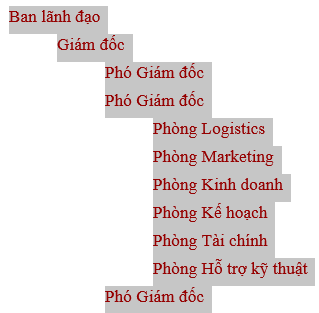 Ban lãnh đạo
Giám đốc
Phó Giám đốc
Phó Giám đốc
Phòng Logistics
Phòng Marketing
Phòng Kinh doanh
Phòng Kế hoạch
Phòng Tài chính
Phòng Hỗ trợ kỹ thuật
Phó Giám đốc